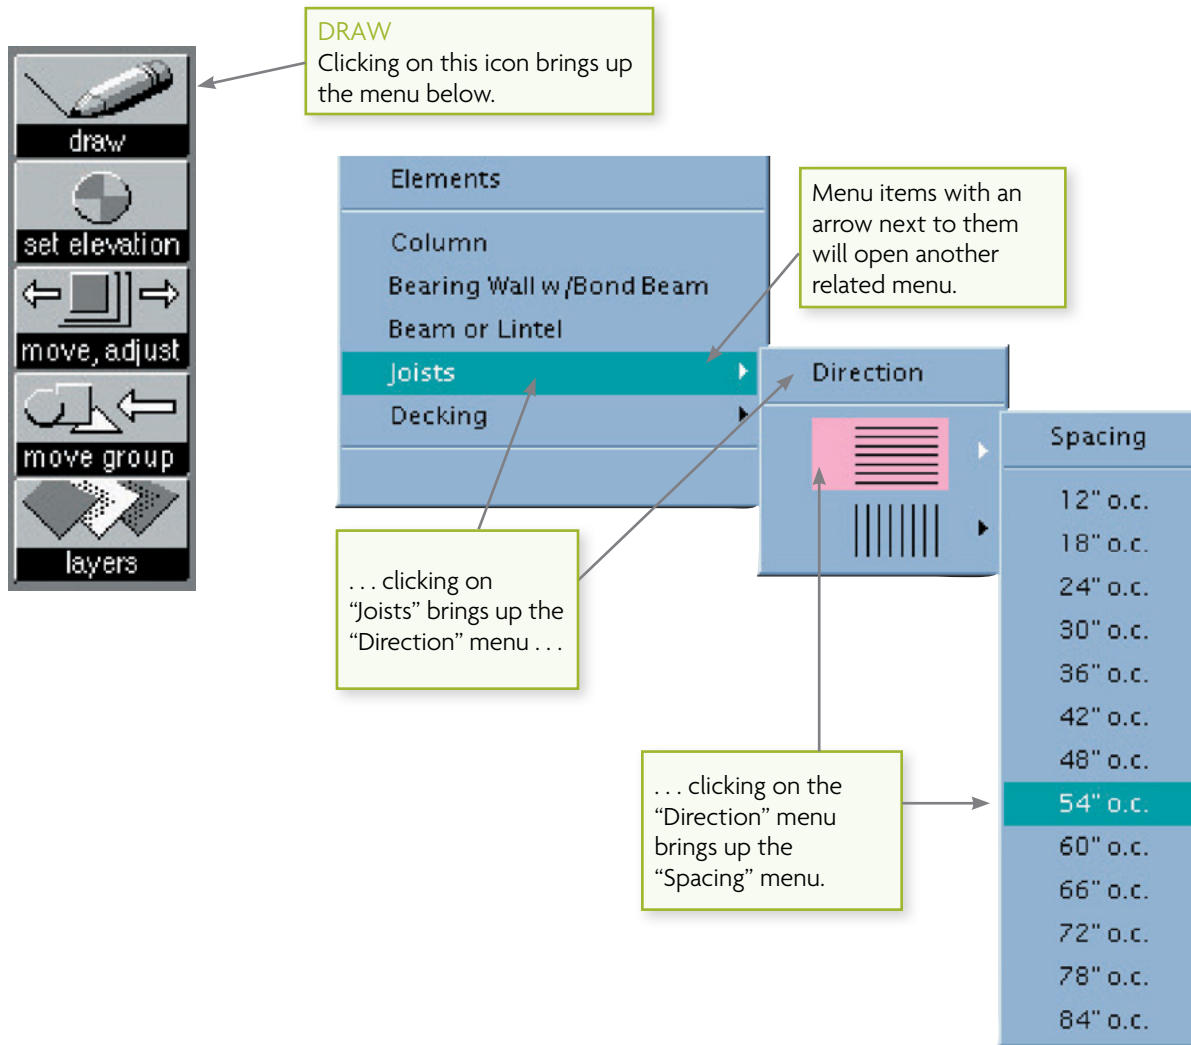 DRAW
Clicking on this icon brings up
the menu below.
draw
set elevation
move, adjust
move group
layers
Elements
Column
Bearing Wall w/Bond Beam
Beam or Lintel
Joists
Decking
Menu items with an
arrow next to them
will open another
related menu.
Direction
. . . clicking on
“Joists” brings up the
“Direction” menu . . .
Spacing
12" o.c.
18" o.c.
24" o.c.
30" o.c.
36" o.c.
42" o.c.
48" o.c.
54" o.c.
60" o.c.
66" o.c.
72" o.c.
78" o.c.
84" o.c.
. . . clicking on the
“Direction” menu
brings up the
“Spacing” menu.